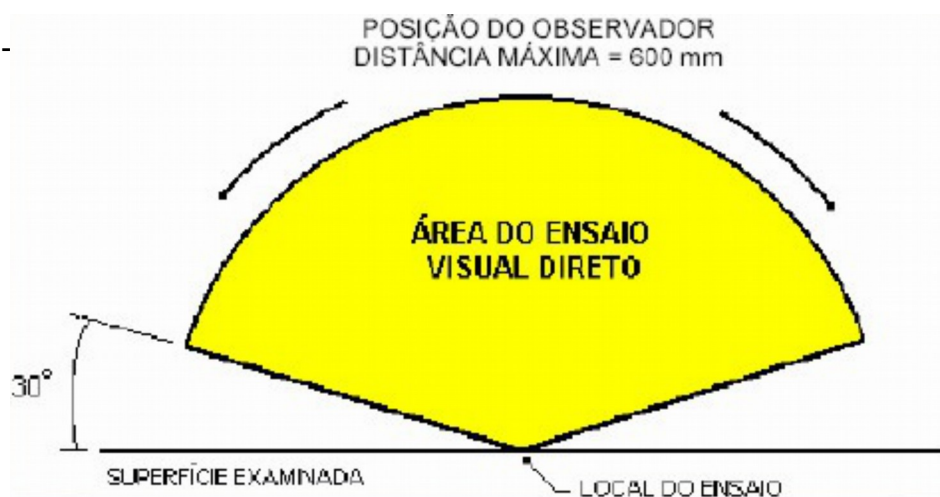 POSIÇÃO DO OBSERVADOR
DISTÂNCIA MÁXIMA = 600 mm
ÁREA DO ENSAIO
VISUAL DIRETO
30°
SUPERFÍCIE EXAMINADA
LOCAL DO ENSAIO